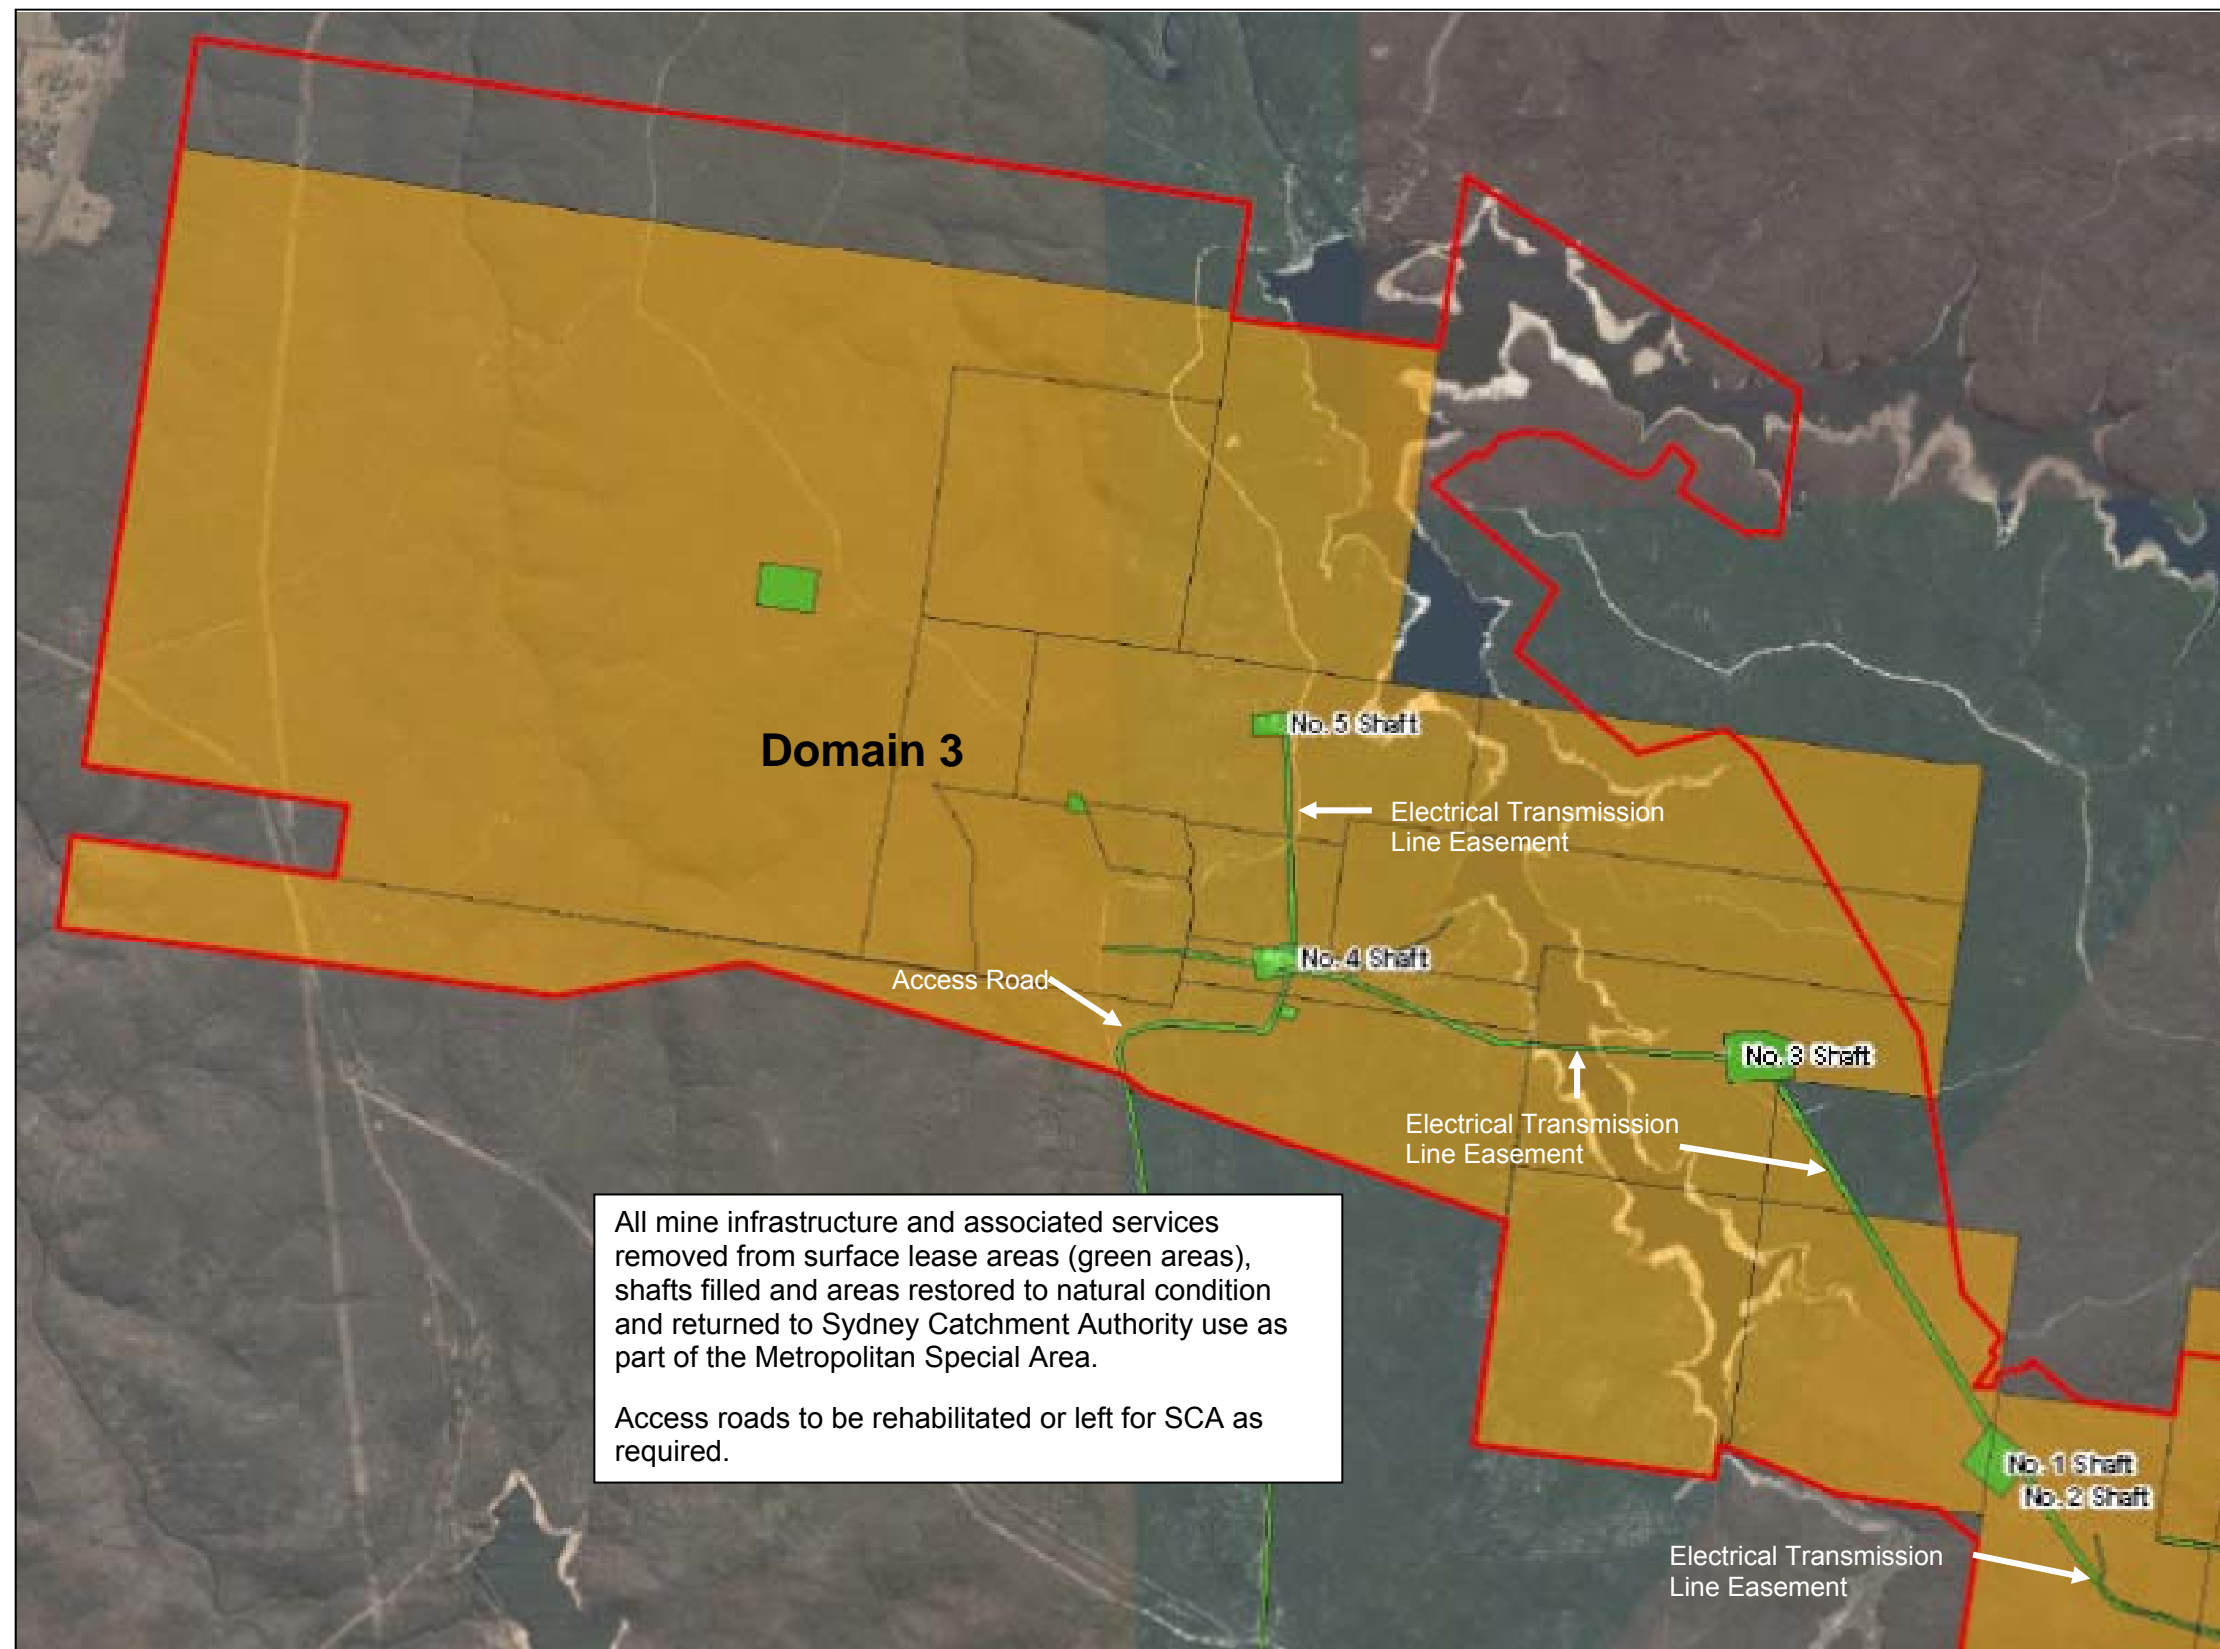 No. 5 Shaft
Domain 3
Electrical Transmission
Line Easement
No. 4 Shaft
Access Road
No. 3 Shaft
Electrical Transmission
Line Easement
All mine infrastructure and associated services
removed from surface lease areas (green areas),
shafts filled and areas restored to natural condition
and returned to Sydney Catchment Authority use as
part of the Metropolitan Special Area.
Access roads to be rehabilitated or left for SCA as
required.
No. 1 Shaft
No. 2 Shaft
Electrical Transmission
Line Easement